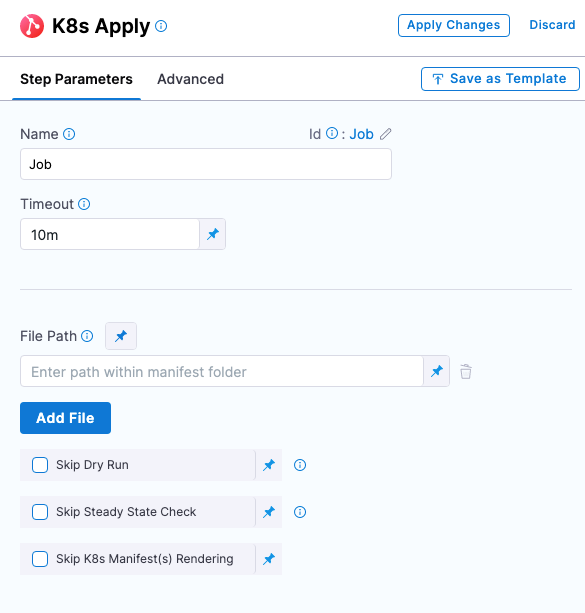 K8s Apply
Apply Changes
Discard
Step Parameters
Advanced
Save as Template
Name
Id : Job
Job
Timeout
10m
File Path
Enter path within manifest folder
Add File
Skip Dry Run
Skip Steady State Check
Skip K8s Manifest(s) Rendering